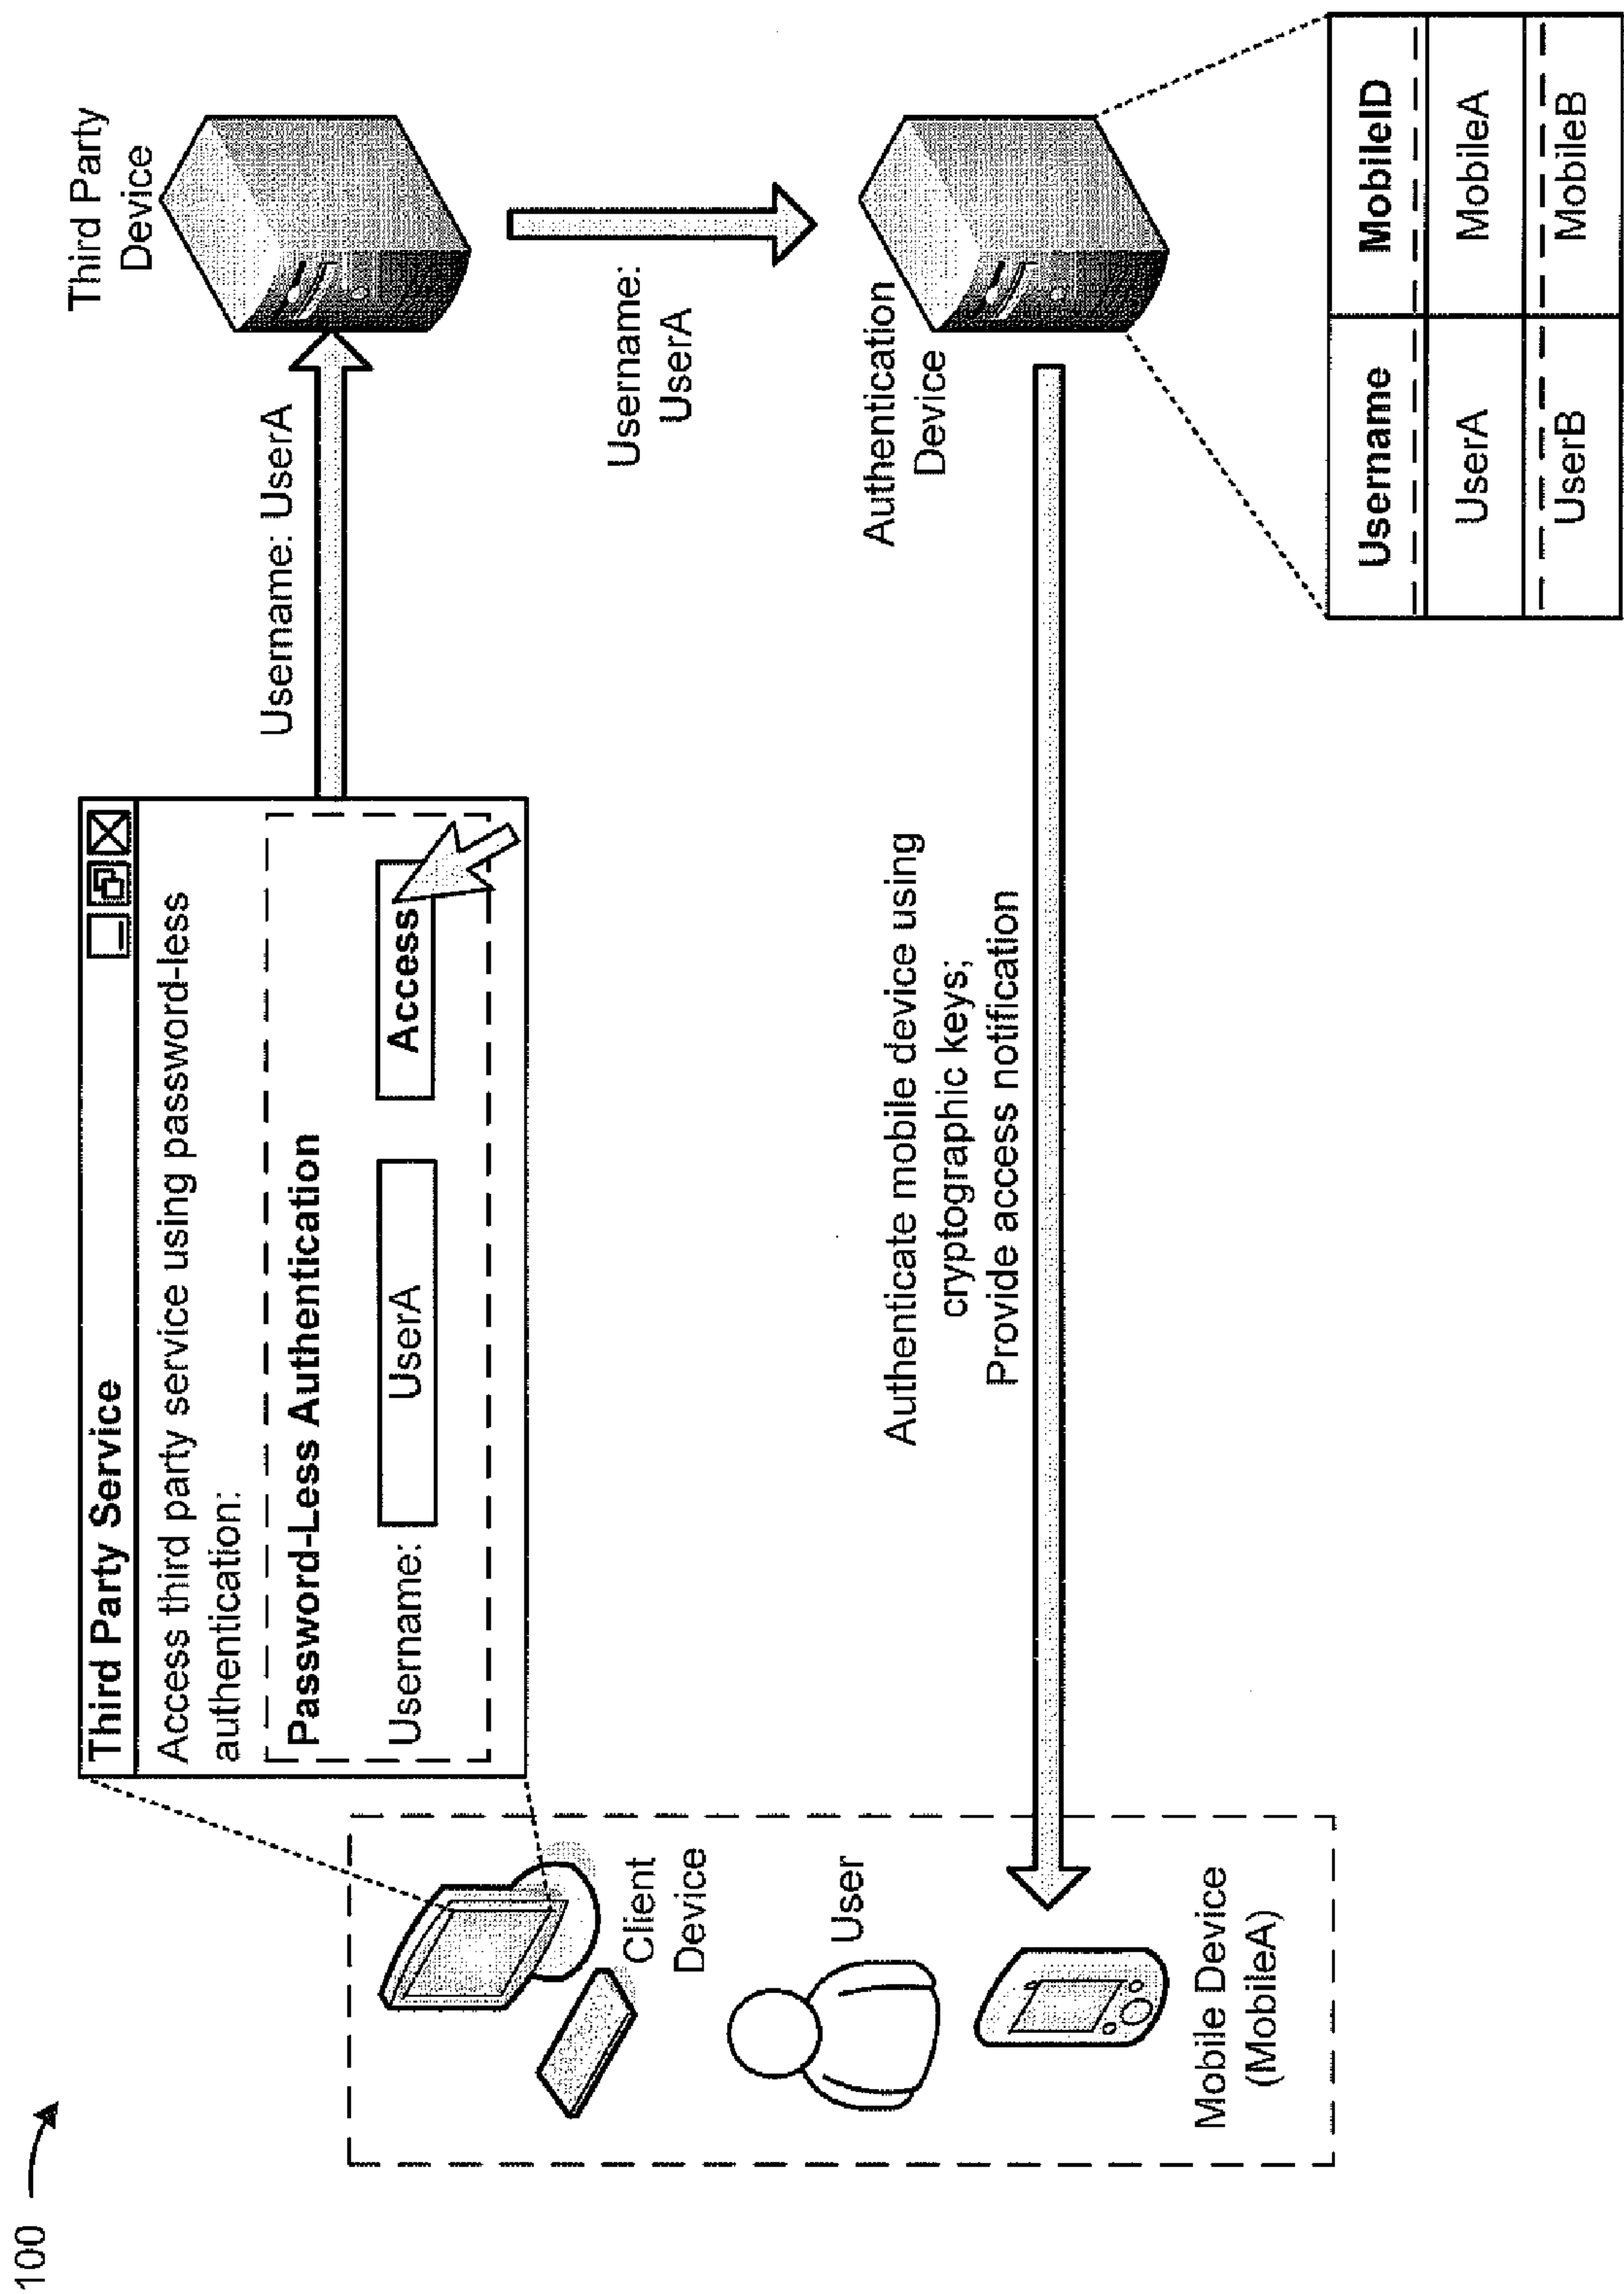 100
Third Party Service
Access third party service using password-less
authentication:
Password-Less Authentication
Username:
UserA
Access
Username: UserA
Third Party
Device
Username:
UserA
Client
Device
User
Mobile Device
(MobileA)
Authenticate mobile device using
cryptographic keys;
Provide access notification
Authentication
Device
Username MobileID
UserA MobileA
UserB MobileB